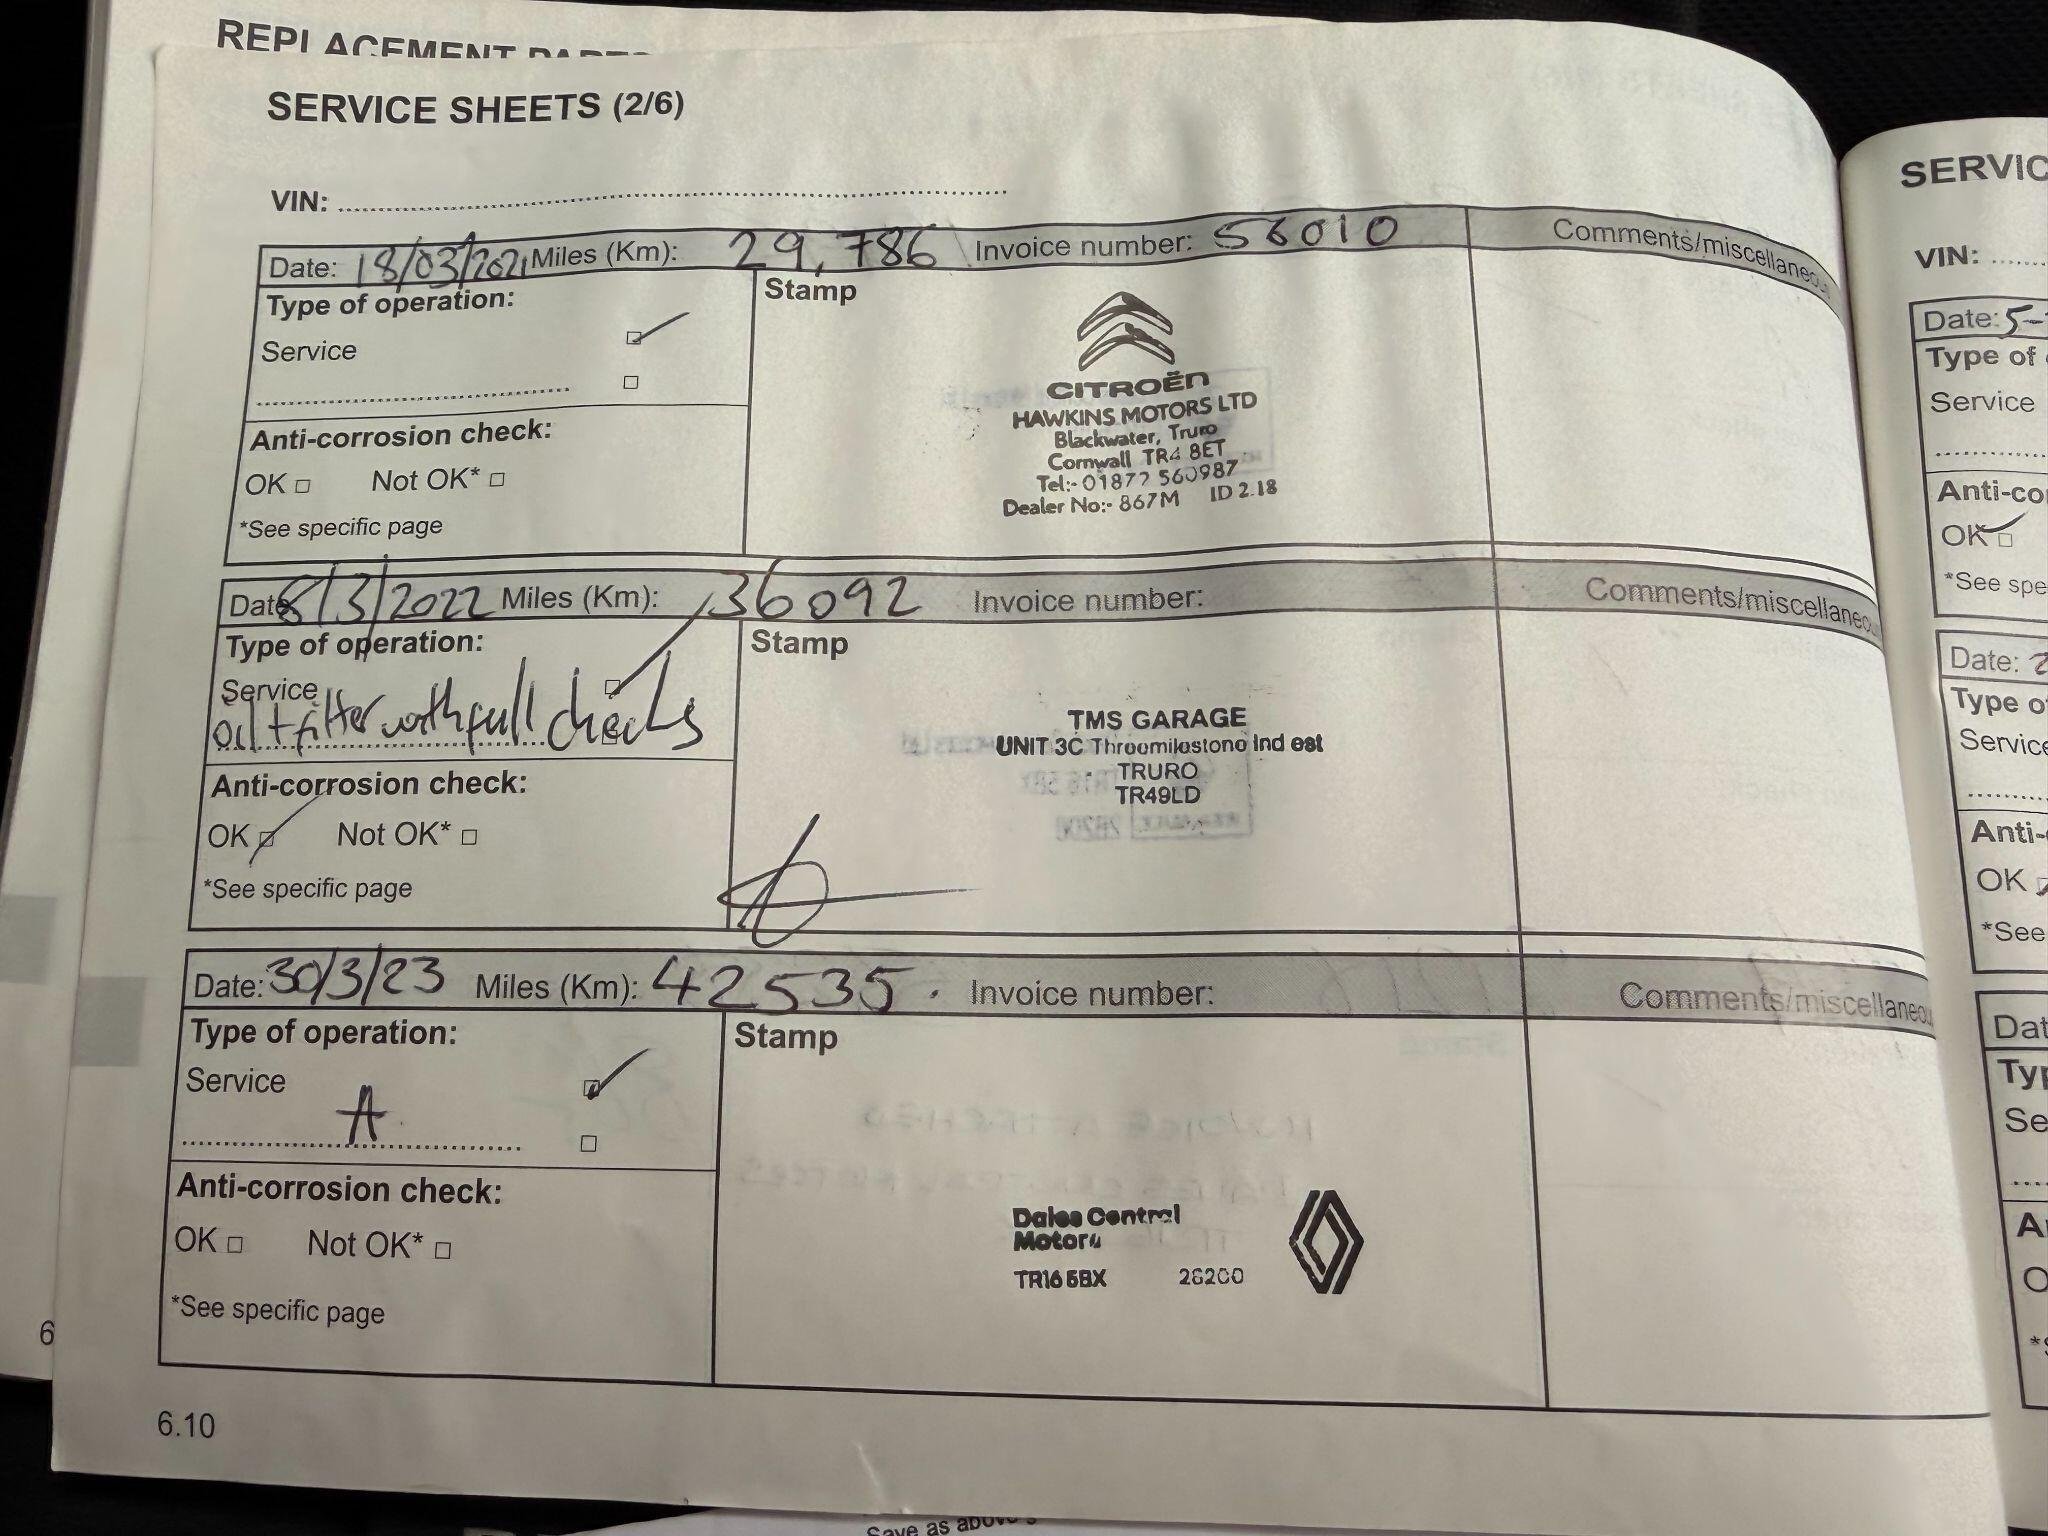 SERVICE SHEETS (2/6)
VIN:
Date: 18/03/2021 Miles (Km): 29,786 Invoice number: 56010 Comments/miscellaneou
Type of operation:
Stamp
Service
CITROËN
HAWKINS MOTORS LTD
Blackwater, Truro
Cornwall TR4 8ET
Tel:- 01872 560987
Dealer No:- 867M ID 2.18
Anti-corrosion check:
OK Not OK*
*See specific page
Date 8/3/2022 Miles (Km): 36092 Invoice number: Comments/miscellaneou
Type of operation:
Stamp
Service
oil + filter with full checks
TMS GARAGE
UNIT 3C Threemilestone Ind est
TRURO
TR49LD
Anti-corrosion check:
OK Not OK*
*See specific page
Date: 30/3/23 Miles (Km): 42535. Invoice number: Comments/miscellaneou
Type of operation:
Stamp
Service
A
Dales Central
Motors
TR16 5BX
Anti-corrosion check:
OK Not OK*
*See specific page
6.10
6
SERVIC
VIN:
Date: 5-
Type of
Service
Anti-co
OK
*See spe
Date: 2
Type o
Service
Anti-
OK
*See
Dat
Typ
Se
A
O
Save as above